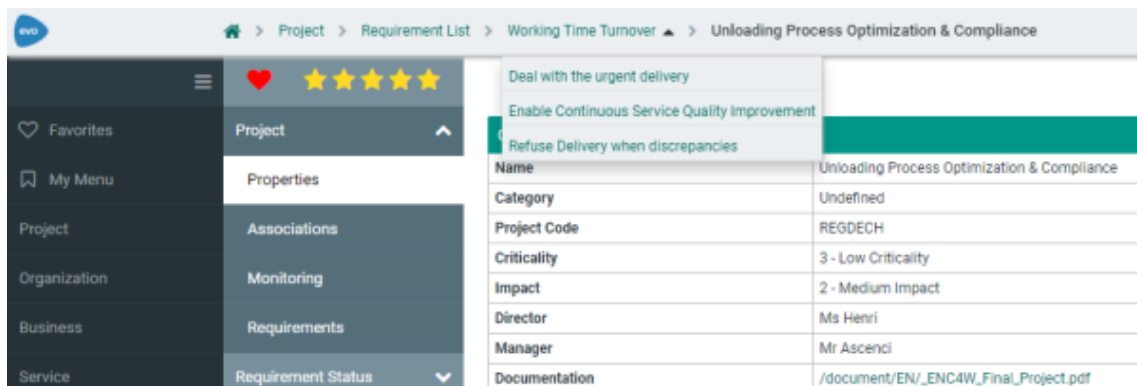 evo
Project > Requirement List > Working Time Turnover > Unloading Process Optimization & Compliance
Deal with the urgent delivery
Enable Continuous Service Quality Improvement
Refuse Delivery when discrepancies
Favorites
My Menu
Project
Organization
Business
Service
Project
Properties
Associations
Monitoring
Requirements
Requirement Status
Name Unloading Process Optimization & Compliance
Category Undefined
Project Code REGDECH
Criticality 3 - Low Criticality
Impact 2 - Medium Impact
Director Ms Henri
Manager Mr Ascenci
Documentation /document/EN/_ENC4W_Final_Project.pdf